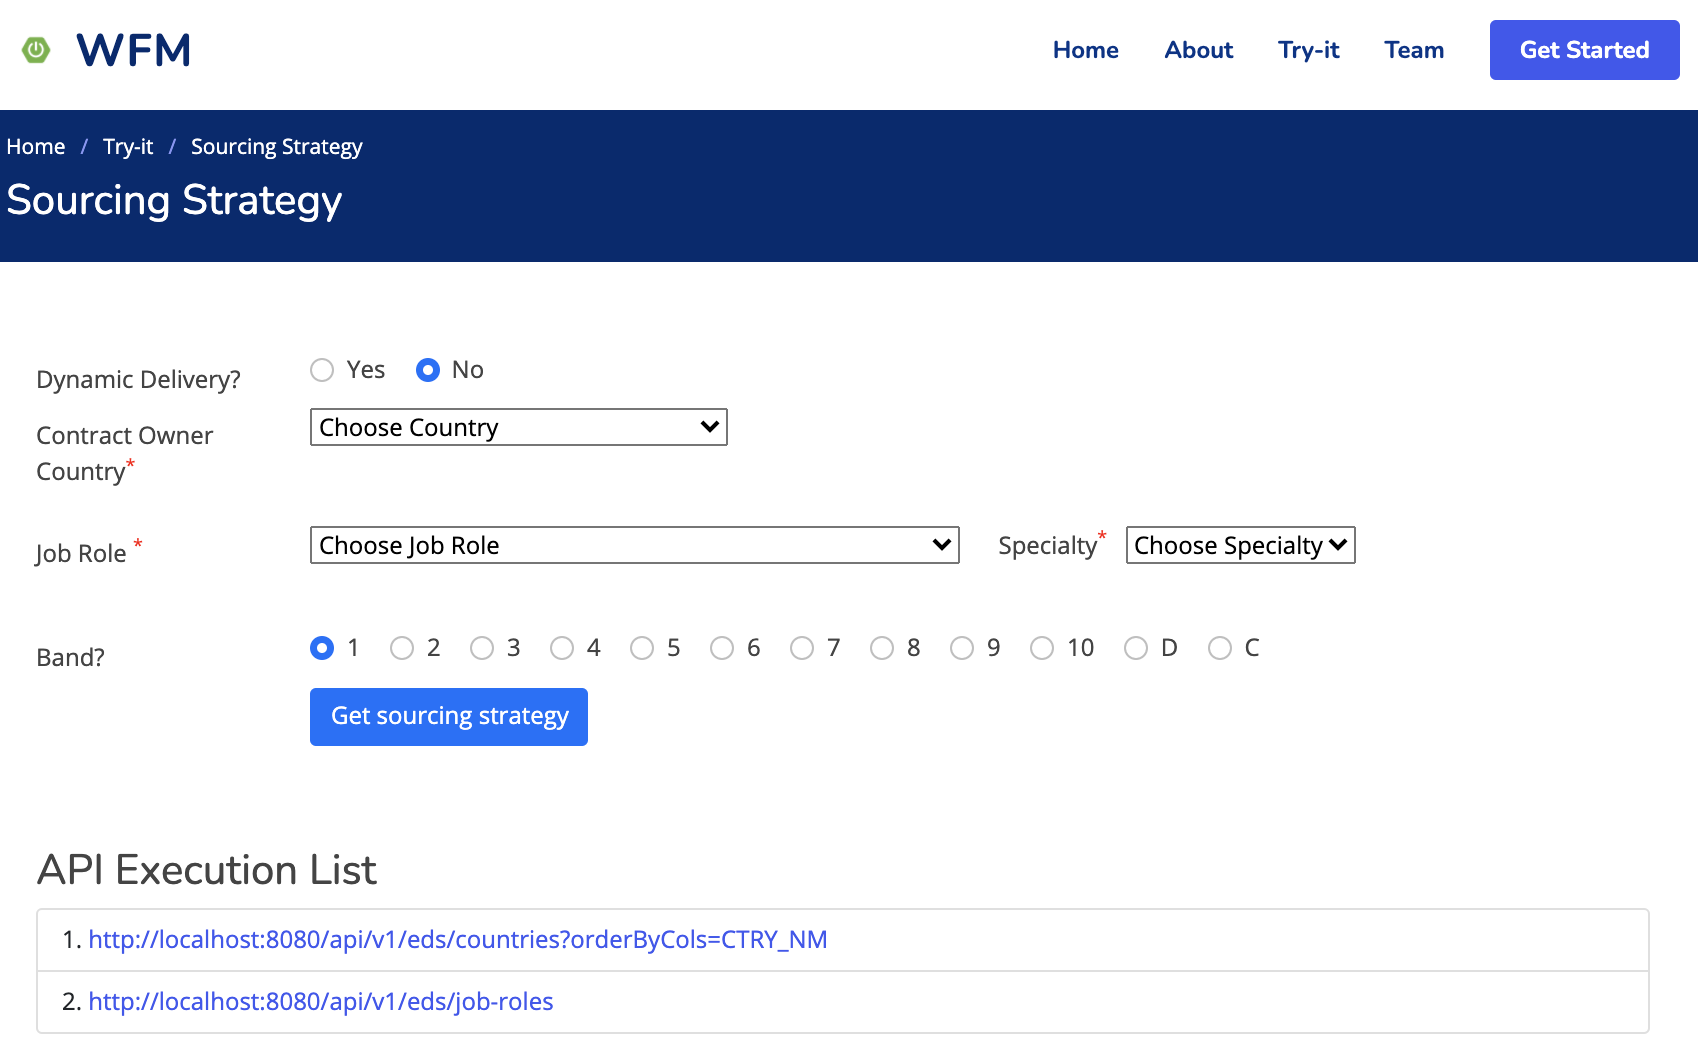 WFM
Home About Try-it Team Get Started
Home / Try-it / Sourcing Strategy
Sourcing Strategy
Dynamic Delivery? Yes No
Contract Owner Country* Choose Country
Job Role * Choose Job Role Specialty* Choose Specialty
Band? 1 2 3 4 5 6 7 8 9 10 D C
Get sourcing strategy
API Execution List
1. http://localhost:8080/api/v1/eds/countries?orderByCols=CTRY_NM
2. http://localhost:8080/api/v1/eds/job-roles